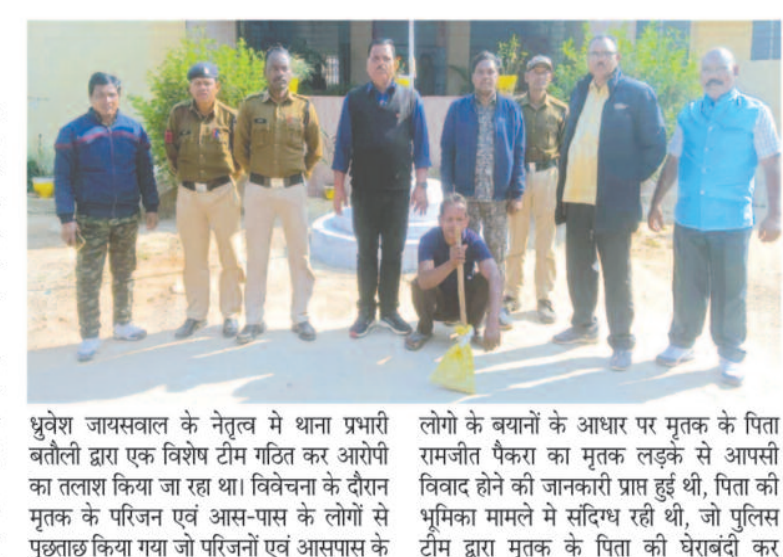 ध्रुवेश जायसवाल के नेतृत्व मे थाना प्रभारी
बतौली द्वारा एक विशेष टीम गठित कर आरोपी
का तलाश किया जा रहा था। विवेचना के दौरान
मृतक के परिजन एवं आस-पास के लोगों से
पूछताछ किया गया जो परिजनों एवं आसपास के
लोगो के बयानों के आधार पर मृतक के पिता
रामजीत पैकरा का मृतक लड़के से आपसी
विवाद होने की जानकारी प्राप्त हुई थी, पिता की
भूमिका मामले मे संदिग्ध रही थी, जो पुलिस
टीम द्वारा मृतक के पिता की घेराबंदी कर